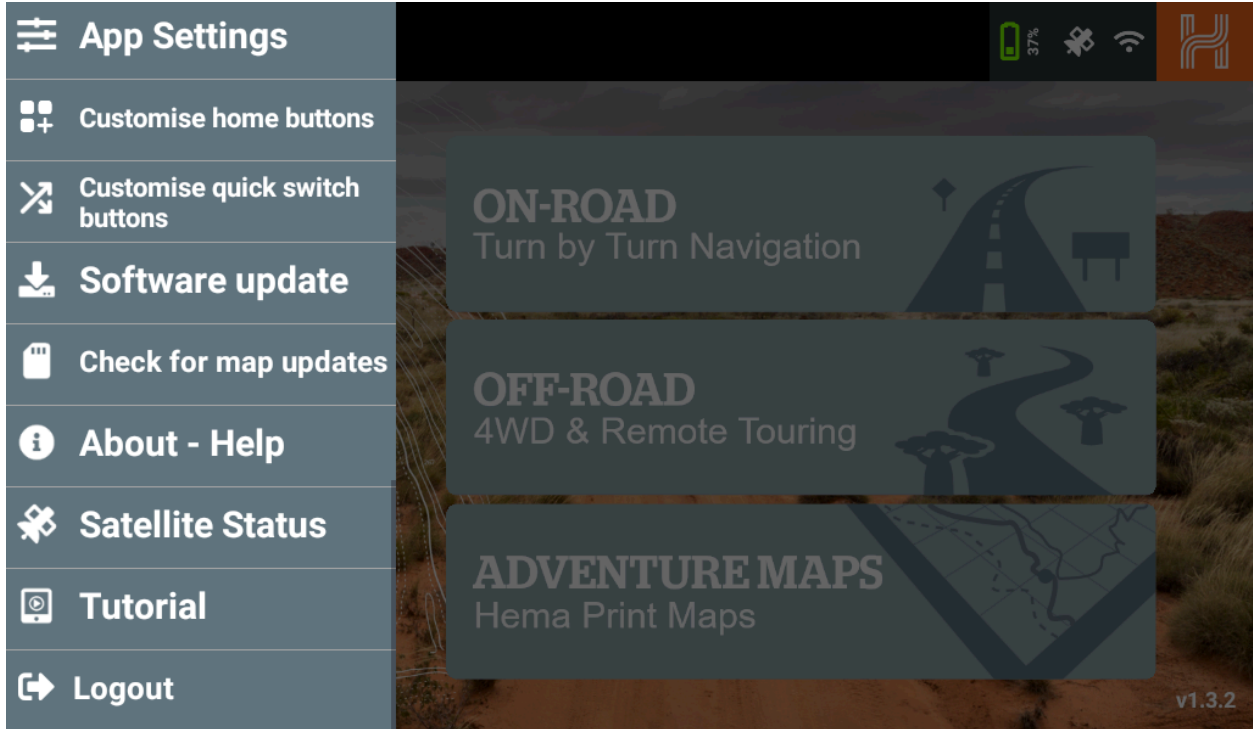 App Settings
Customise home buttons
Customise quick switch
buttons
Software update
Check for map updates
About - Help
Satellite Status
Tutorial
Logout
37%
ON-ROAD
Turn by Turn Navigation
OFF-ROAD
4WD & Remote Touring
ADVENTURE MAPS
Hema Print Maps
v1.3.2